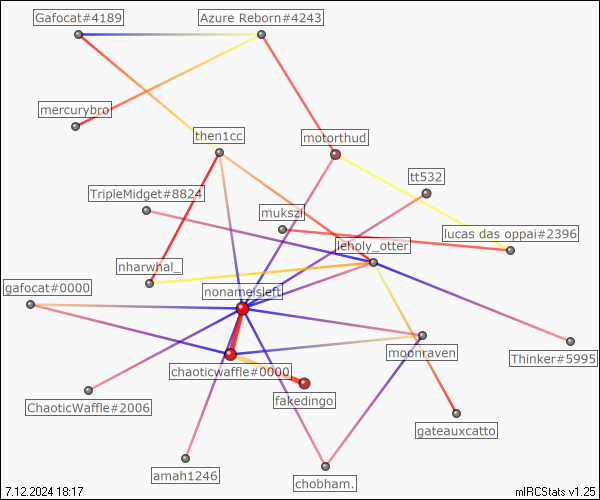 Gafocat#4189
Azure Reborn#4243
mercurybro
then1cc
motorthud
tt532
TripleMidget#8824
mukszi
lucas das oppai#2396
leholy_otter
nharwhal_
gafocat#0000
nonameisleft
moonraven
Thinker#5995
chaoticwaffle#0000
fakedingo
ChaoticWaffle#2006
gateauxcatto
amah1246
chobham.
7.12.2024 18:17
mIRCStats v1.25